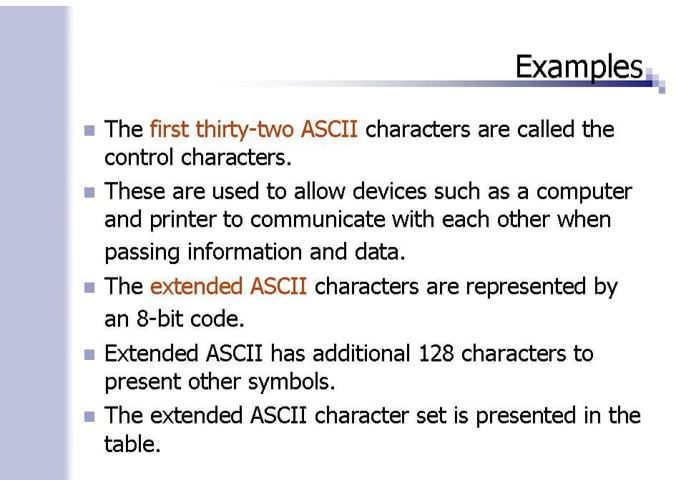 Examples
The first thirty-two ASCII characters are called the
control characters.
These are used to allow devices such as a computer
and printer to communicate with each other when
passing information and data.
The extended ASCII characters are represented by
an 8-bit code.
Extended ASCII has additional 128 characters to
present other symbols.
The extended ASCII character set is presented in the
table.